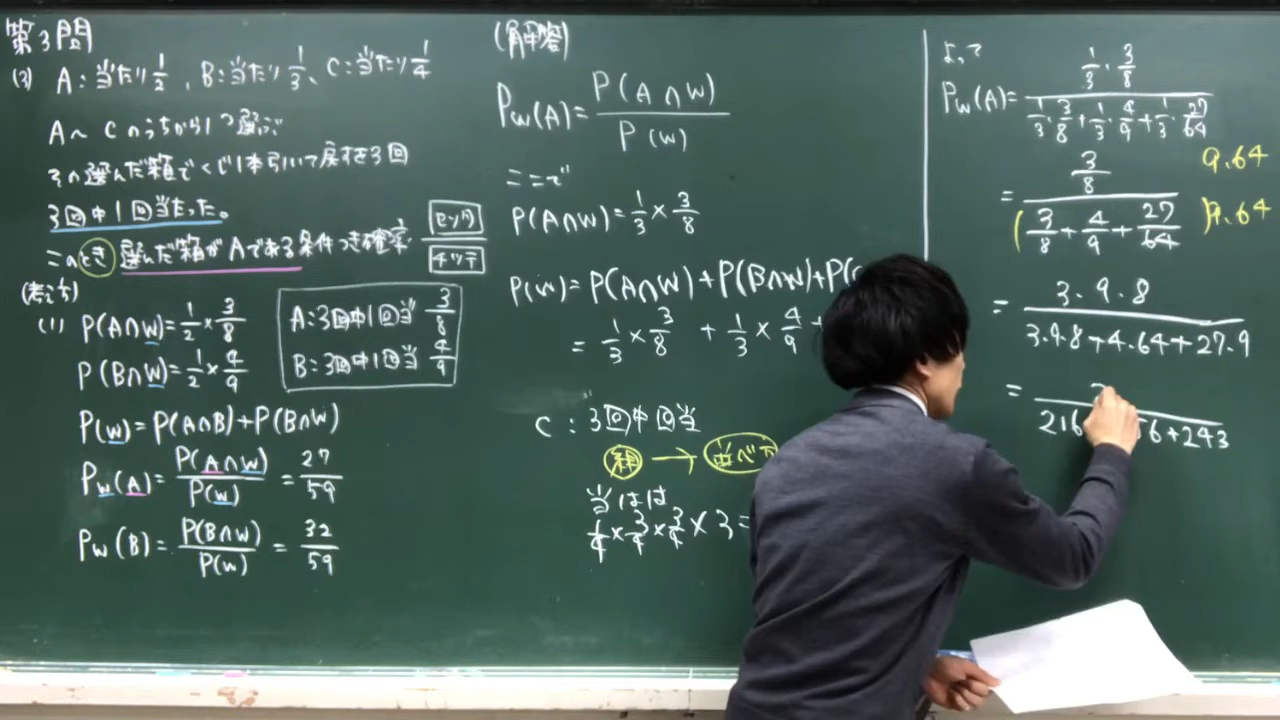 第3問
(3) A:当たり1/2, B:当たり1/3、C:当たり1/4
A~Cのうちから1つ選ぶ
その選んだ箱でくじ1本引いて戻すを3回
3回中1回当たった。
このとき選んだ箱がAである条件つき確率
セソタ/チツテ
(考え方)
(1) P(A∩W)=1/2×3/8
P(B∩W)=1/2×4/9
A:3回中1回当 3/8
B:3回中1回当 4/9
P(W)=P(A∩B)+P(B∩W)
Pw(A)=P(A∩W)/P(W)=27/59
Pw(B)=P(B∩W)/P(W)=32/59
(解答)
Pw(A)=P(A∩W)/P(W)
ここで
P(A∩W)=1/3×3/8
P(W)=P(A∩W)+P(B∩W)+P(
=1/3×3/8+1/3×4/9+
C:3回中1回当
→
当はは
1/4×3/4×3/4×3=
よって
Pw(A)=1/3・3/8/1/3・3/8+1/3・4/9+1/3・27/64
=3/8/(3/8+4/9+27/64)
9.64
9.64
=3・9・8/3・9・8+4・64+27・9
=216 6+243